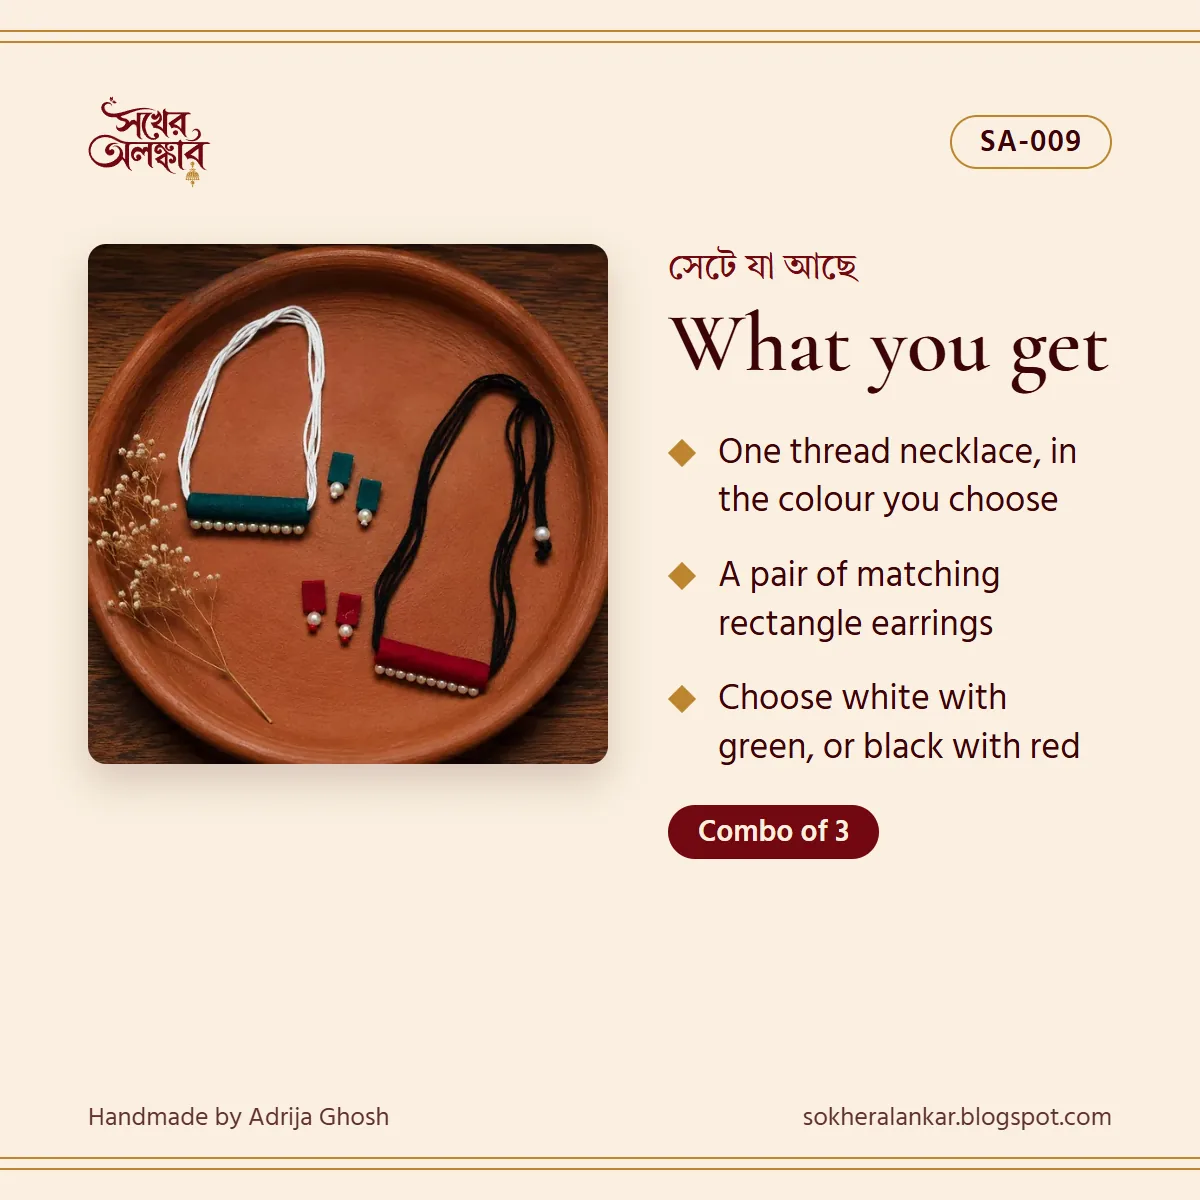 সখের
অলঙ্কার
SA-009
সেটে যা আছে
What you get
One thread necklace, in
the colour you choose
A pair of matching
rectangle earrings
Choose white with
green, or black with red
Combo of 3
Handmade by Adrija Ghosh
sokheralankar.blogspot.com